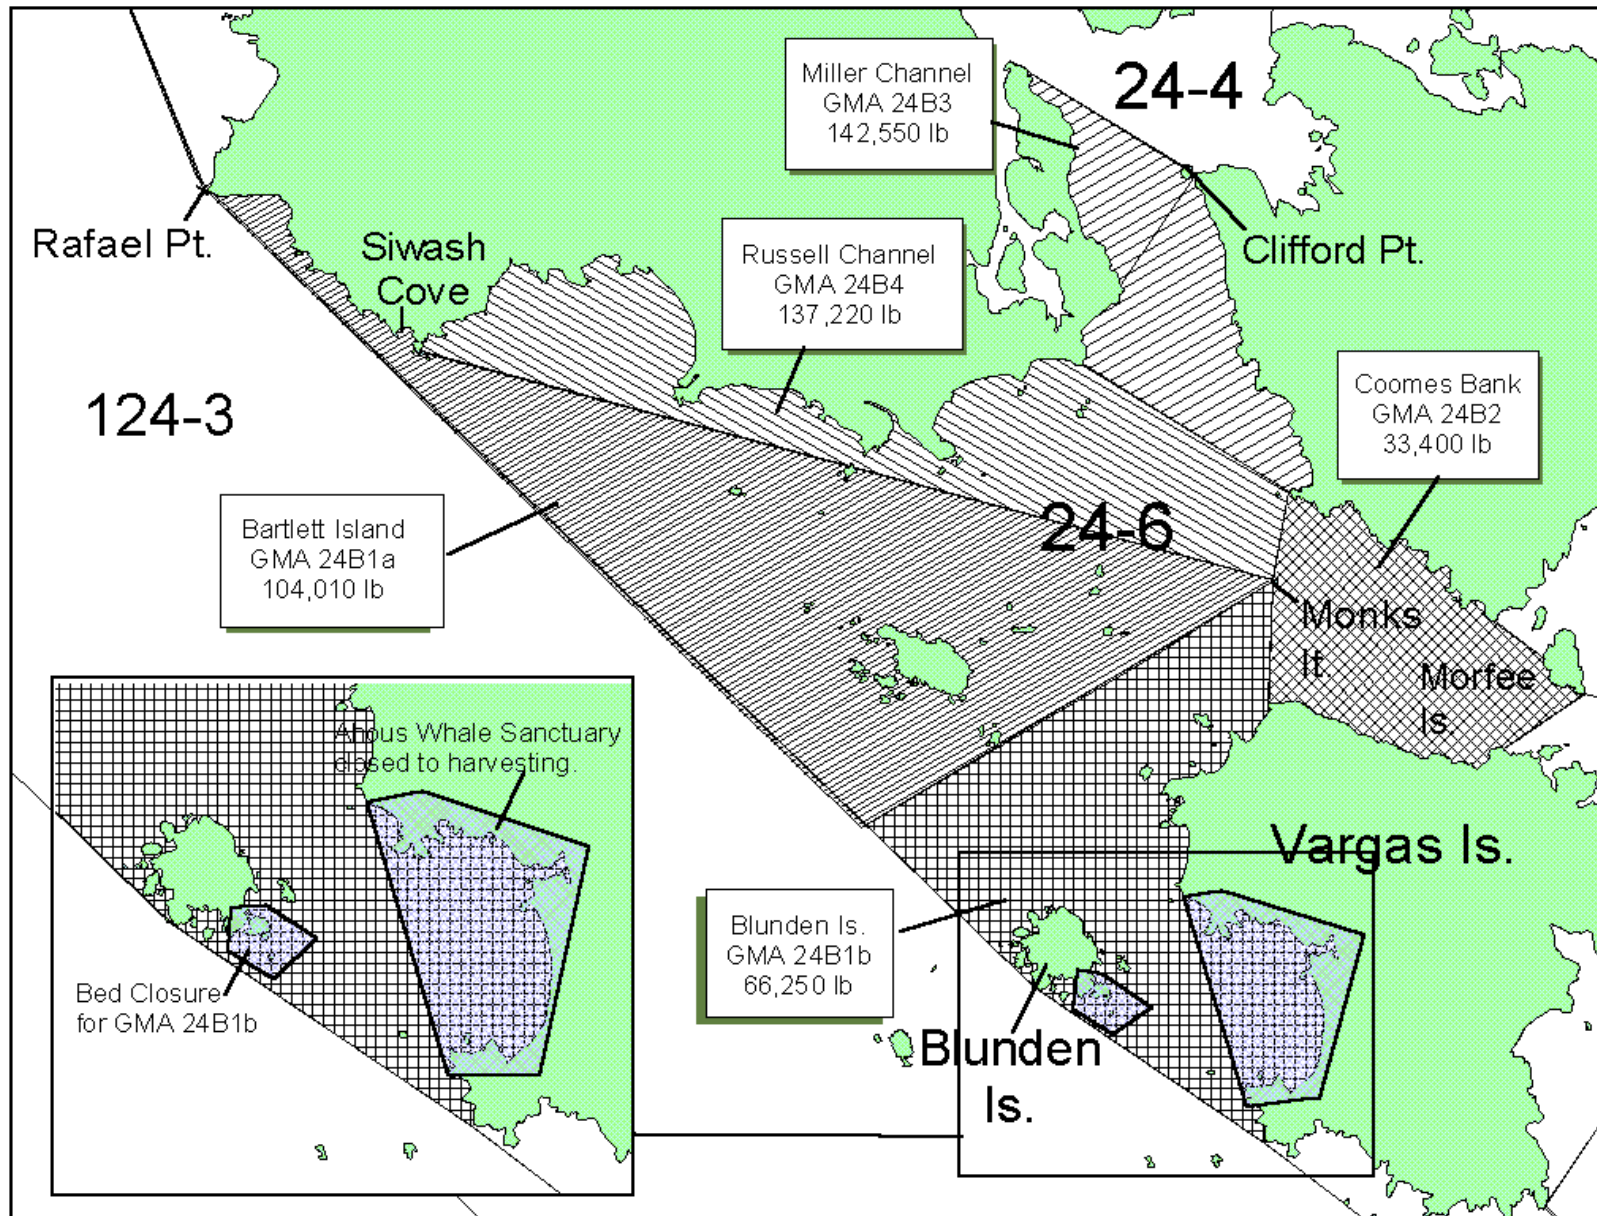 Miller Channel
GMA 24B3
142,550 lb
24-4
Rafael Pt.
Siwash
Cove
Russell Channel
GMA 24B4
137,220 lb
Clifford Pt.
124-3
Coomes Bank
GMA 24B2
33,400 lb
Bartlett Island
GMA 24B1a
104,010 lb
24-6
Monks
It.
Morfee
Is.
Ahous Whale Sanctuary
closed to harvesting.
Vargas Is.
Blunden Is.
GMA 24B1b
66,250 lb
Bed Closure
for GMA 24B1b
Blunden
Is.